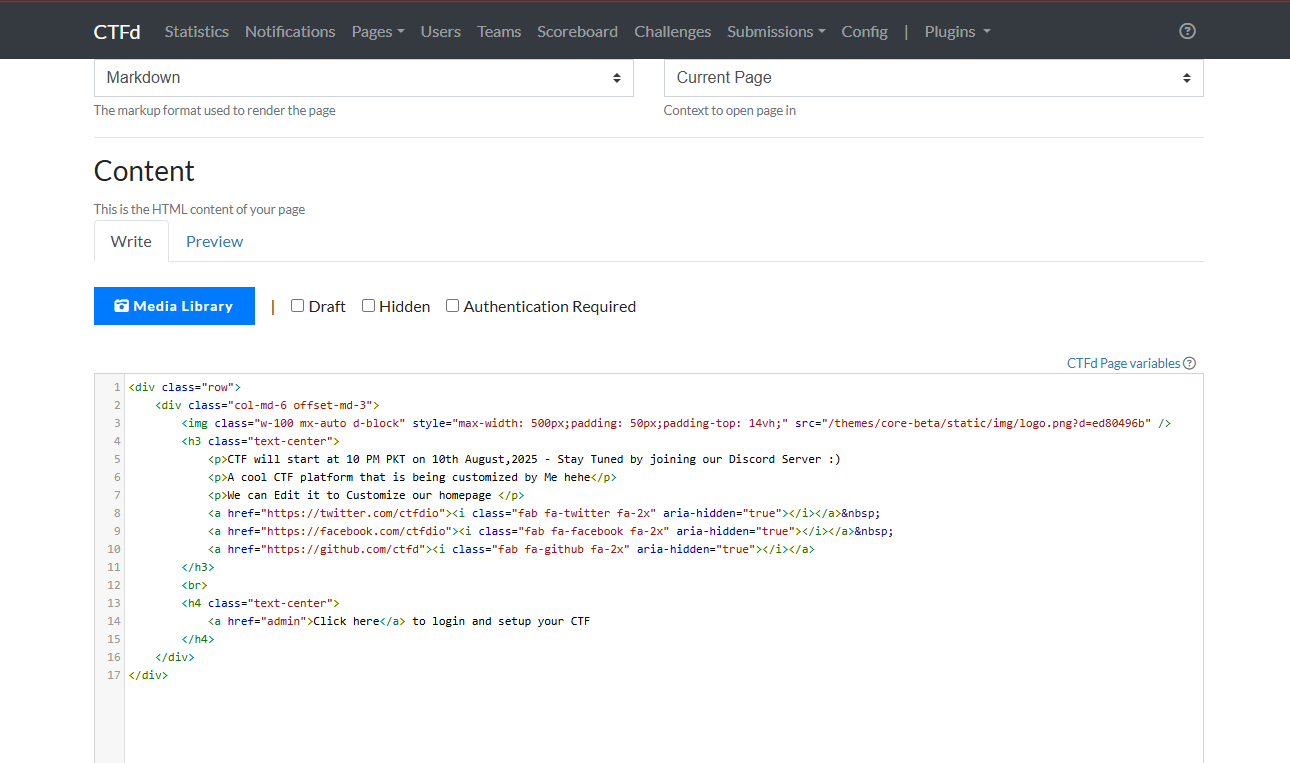 CTFd Statistics Notifications Pages Users Teams Scoreboard Challenges Submissions Config | Plugins
Markdown Current Page
The markup format used to render the page Context to open page in
Content
This is the HTML content of your page
Write Preview
Media Library | Draft Hidden Authentication Required
CTFd Page variables
1 <div class="row">
2 <div class="col-md-6 offset-md-3">
3 <img class="w-100 mx-auto d-block" style="max-width: 500px;padding: 50px;padding-top: 14vh;" src="/themes/core-beta/static/img/logo.png?d=ed80496b" />
4 <h3 class="text-center">
5 <p>CTF will start at 10 PM PKT on 10th August,2025 - Stay Tuned by joining our Discord Server :)
6 <p>A cool CTF platform that is being customized by Me hehe</p>
7 <p>We can Edit it to Customize our homepage </p>
8 <a href="https://twitter.com/ctfdio"><i class="fab fa-twitter fa-2x" aria-hidden="true"></i></a>&nbsp;
9 <a href="https://facebook.com/ctfdio"><i class="fab fa-facebook fa-2x" aria-hidden="true"></i></a>&nbsp;
10 <a href="https://github.com/ctfd"><i class="fab fa-github fa-2x" aria-hidden="true"></i></a>
11 </h3>
12 <br>
13 <h4 class="text-center">
14 <a href="admin">Click here</a> to login and setup your CTF
15 </h4>
16 </div>
17 </div>